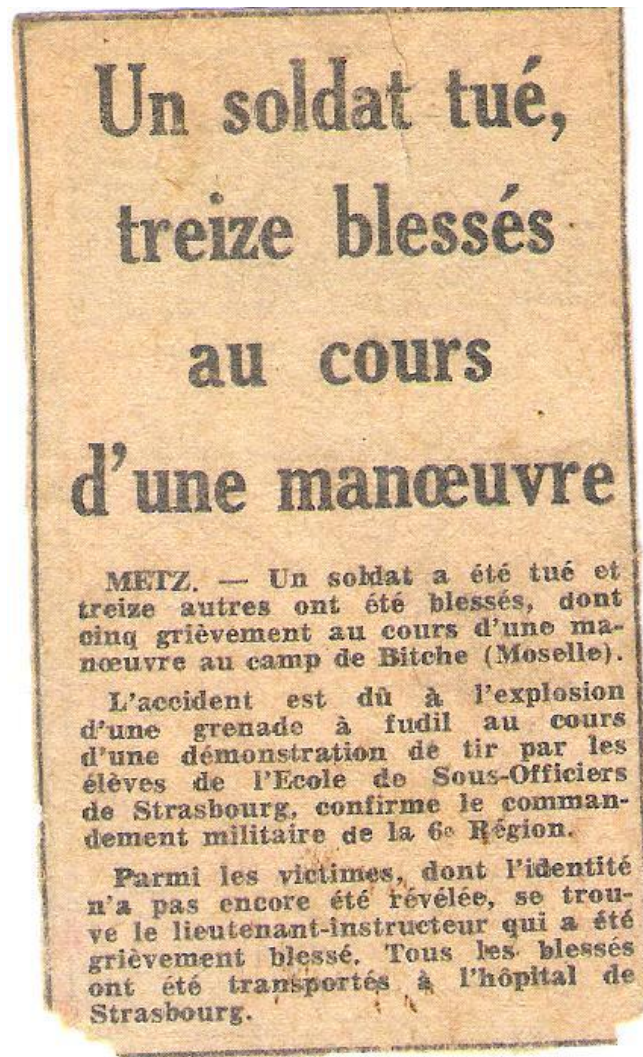 Un soldat tué,
treize blessés
au cours
d'une manœuvre
METZ. — Un soldat a été tué et
treize autres ont été blessés, dont
cinq grièvement au cours d'une ma-
nœuvre au camp de Bitche (Moselle).
L'accident est dû à l'explosion
d'une grenade à fudil au cours
d'une démonstration de tir par les
élèves de l'Ecole de Sous-Officiers
de Strasbourg, confirme le comman-
dement militaire de la 6e Région.
Parmi les victimes, dont l'identité
n'a pas encore été révélée, se trou-
ve le lieutenant-instructeur qui a été
grièvement blessé. Tous les blessés
ont été transportés à l'hôpital de
Strasbourg.